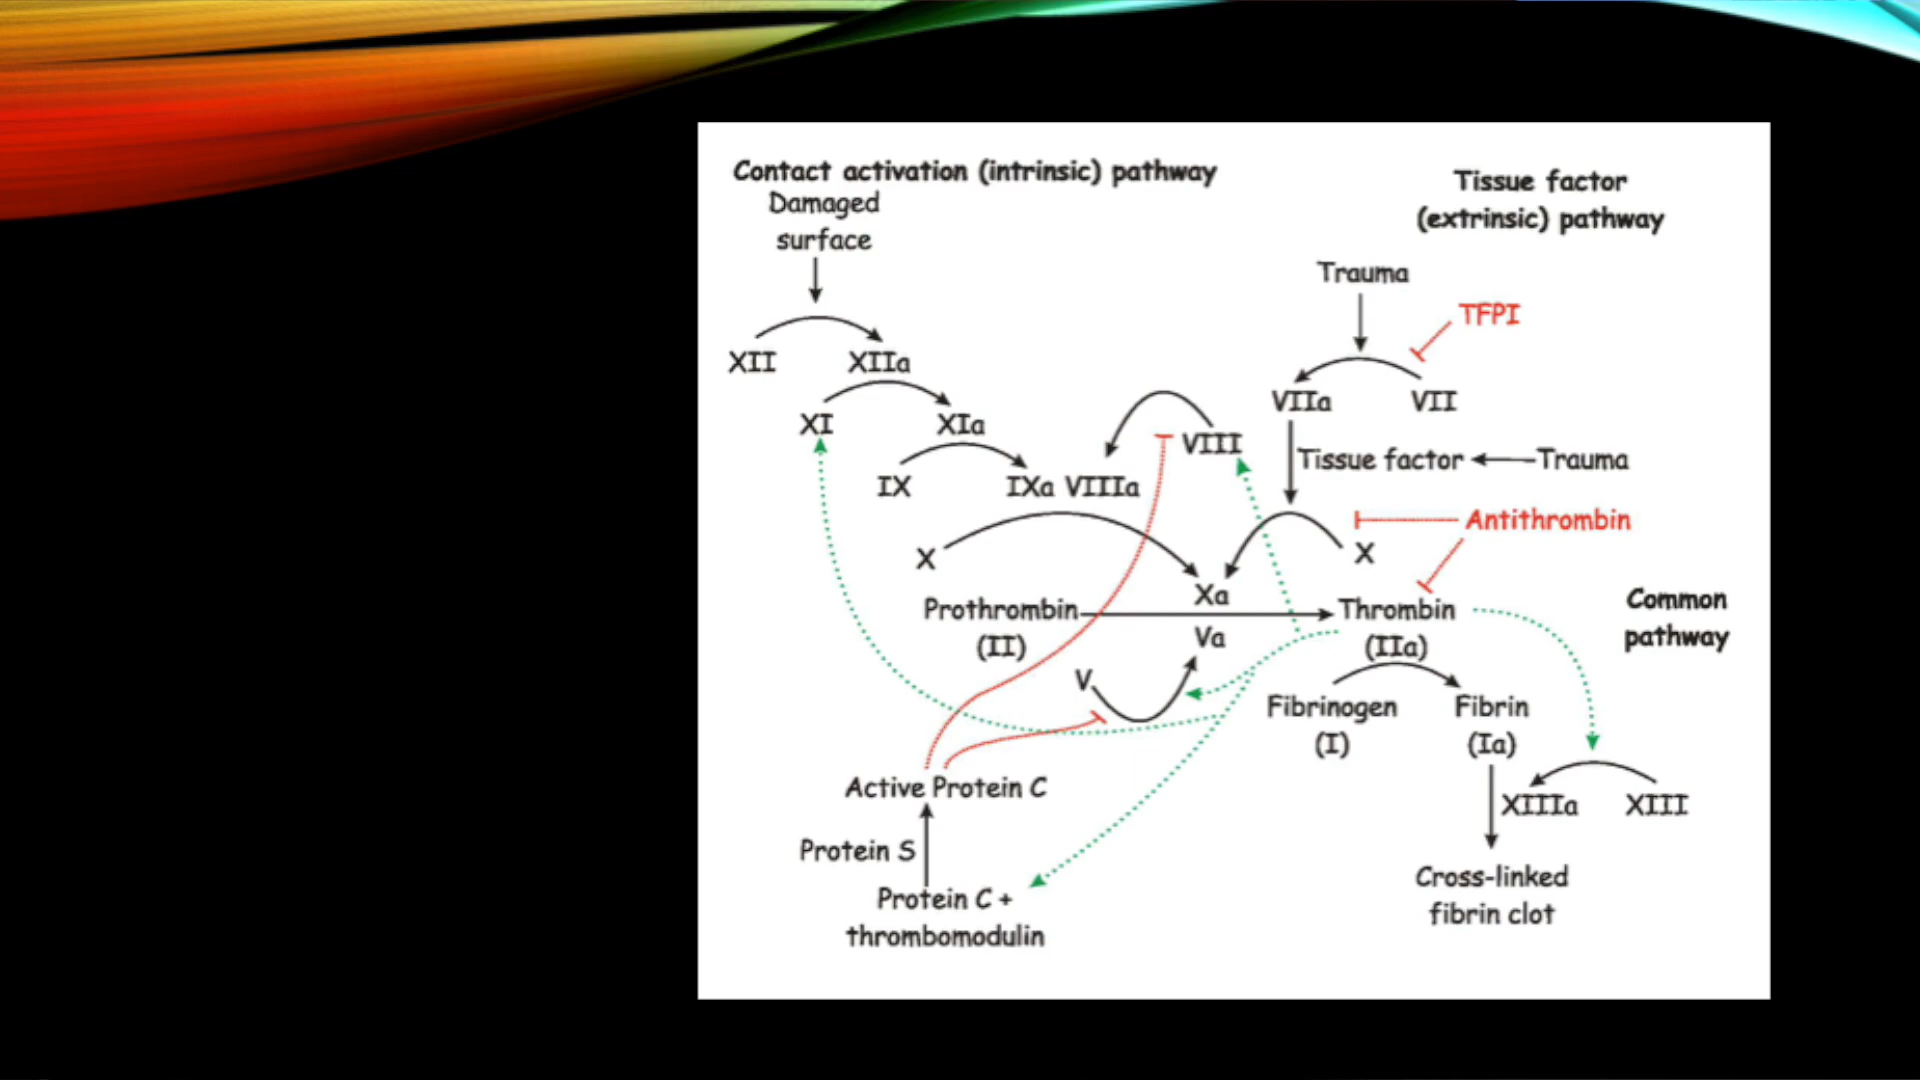 Contact activation (intrinsic) pathway
Damaged
surface
Tissue factor
(extrinsic) pathway
Trauma
TFPI
XII
XIIa
VIIa
VII
XI
XIa
VIII
Tissue factor
Trauma
IX
IXa VIIIa
Antithrombin
X
X
Xa
Prothrombin
(II)
Thrombin
(IIa)
Common
pathway
Va
V
Fibrinogen
(I)
Fibrin
(Ia)
Active Protein C
XIIIa
XIII
Protein S
Cross-linked
fibrin clot
Protein C +
thrombomodulin